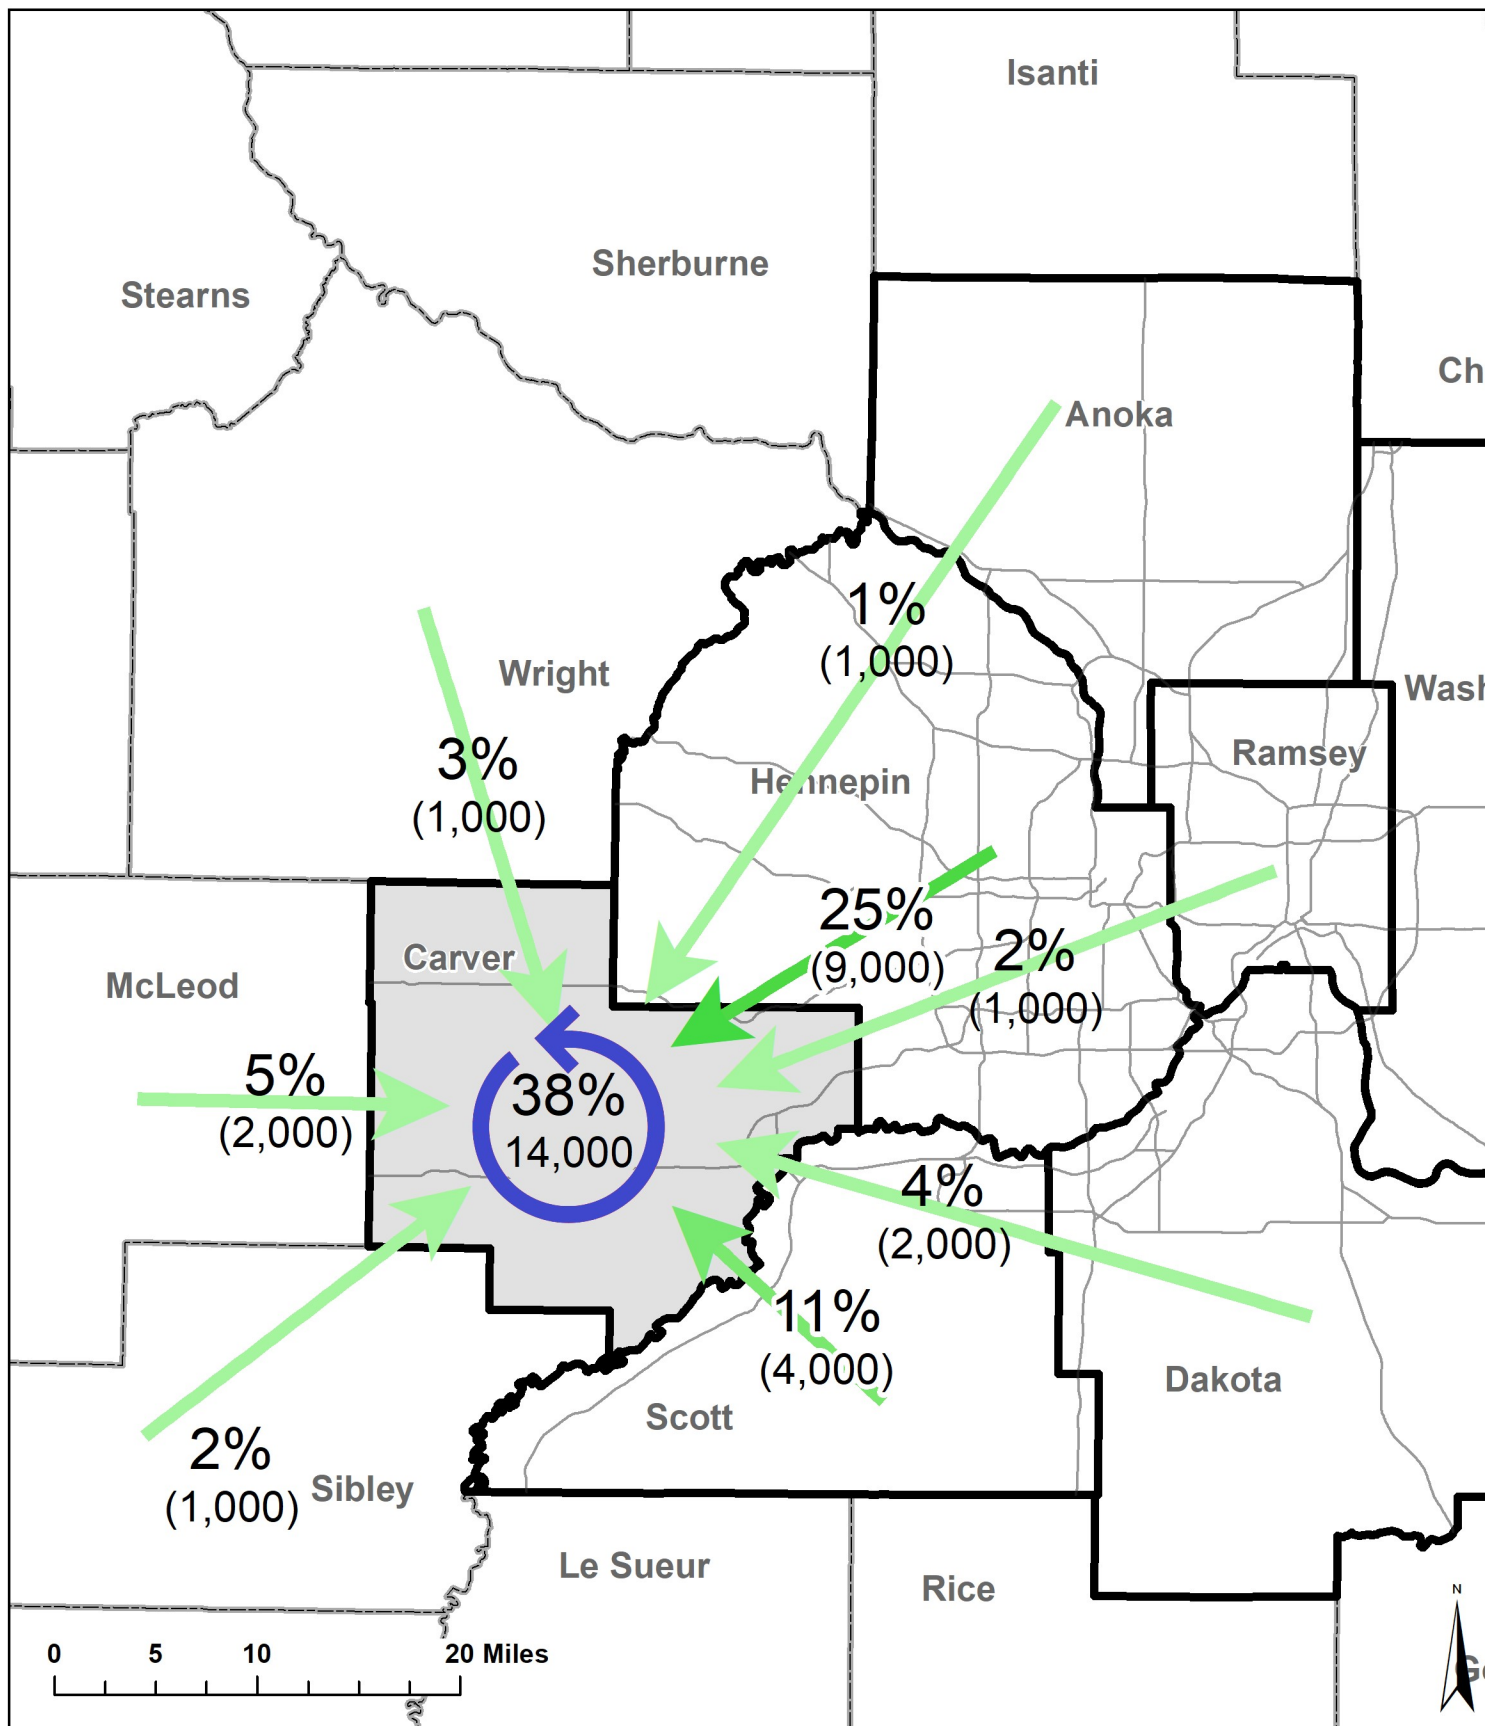 Isanti
Sherburne
Stearns
Ch
Anoka
1%
(1,000)
Wright
Wash
3%
(1,000)
Ramsey
Hennepin
25%
(9,000)
2%
(1,000)
Carver
McLeod
5%
(2,000)
38%
14,000
4%
(2,000)
11%
(4,000)
Dakota
Scott
2%
(1,000)
Sibley
Le Sueur
Rice
N
0 5 10 20 Miles